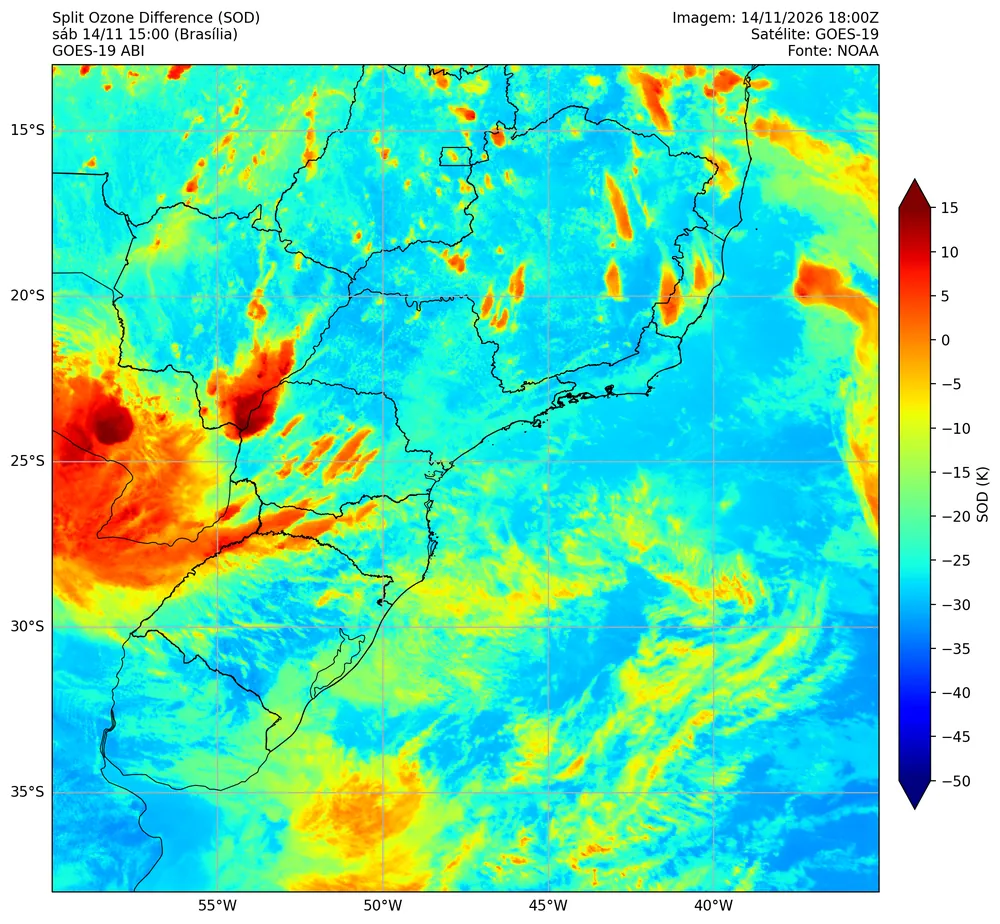 Split Ozone Difference (SOD)
sáb 14/11 15:00 (Brasília)
GOES-19 ABI
Imagem: 14/11/2026 18:00Z
Satélite: GOES-19
Fonte: NOAA
15°S
20°S
25°S
30°S
35°S
55°W
50°W
45°W
40°W
15
10
5
0
−5
−10
−15
−20
−25
−30
−35
−40
−45
−50
SOD (K)